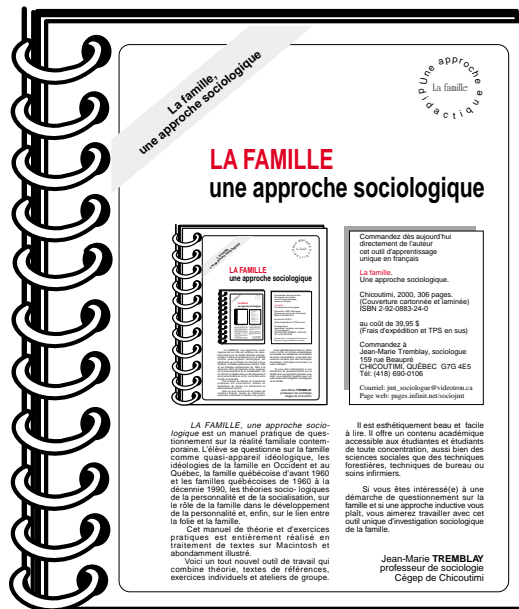 La famille,
une approche sociologique
Une approche Didactique
La famille
LA FAMILLE
une approche sociologique
La famille,
une approche sociologique
LA FAMILLE
une approche sociologique
Jean-Marie TREMBLAY
professeur de sociologie
Cégep de Chicoutimi
Commandez dès aujourd'hui
directement de l'auteur
cet outil d'apprentissage
unique en français
La famille.
Une approche sociologique.
Chicoutimi, 2000, 306 pages.
(Couverture cartonnée et laminée)
ISBN 2-92-0883-24-0
au coût de 39,95 $
(Frais d'expédition et TPS en sus)
Commandez à
Jean-Marie Tremblay, sociologue
159 rue Beaupré
CHICOUTIMI, QUÉBEC G7G 4E5
Tél: (418) 690-0106
Courriel: jmt_sociologue@videotron.ca
Page web: pages.infinit.net/sociojmt
LA FAMILLE, une approche socio-
logique est un manuel pratique de ques-
tionnement sur la réalité familiale contem-
poraine. L'élève se questionne sur la famille
comme quasi-appareil idéologique, les
idéologies de la famille en Occident et au
Québec, la famille québécoise d'avant 1960
et les familles québécoises de 1960 à la
décennie 1990, les théories socio- logiques
de la personnalité et de la socialisation, sur
le rôle de la famille dans le développement
de la personnalité et, enfin, sur le lien entre
la folie et la famille.
Cet manuel de théorie et d'exercices
pratiques est entièrement réalisé en
traitement de textes sur Macintosh et
abondamment illustré.
Voici un tout nouvel outil de travail qui
combine théorie, textes de références,
exercices individuels et ateliers de groupe.
Il est esthétiquement beau et facile
à lire. Il offre un contenu académique
accessible aux étudiantes et étudiants
de toute concentration, aussi bien des
sciences sociales que des techniques
forestières, techniques de bureau ou
soins infirmiers.
Si vous êtes intéressé(e) à une
démarche de questionnement sur la
famille et si une approche inductive vous
plaît, vous aimerez travailler avec cet
outil unique d'investigation sociologique
de la famille.
Jean-Marie TREMBLAY
professeur de sociologie
Cégep de Chicoutimi